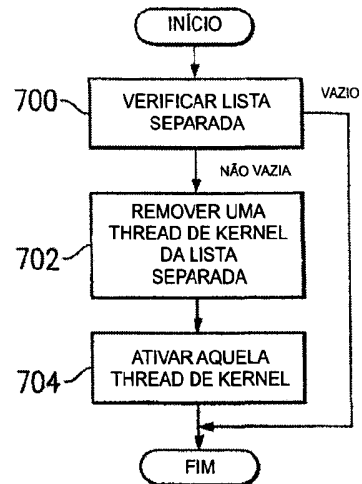 INÍCIO
700
VERIFICAR LISTA
SEPARADA
VAZIO
NÃO VAZIA
702
REMOVER UMA
THREAD DE KERNEL
DA LISTA
SEPARADA
704
ATIVAR AQUELA
THREAD DE KERNEL
FIM